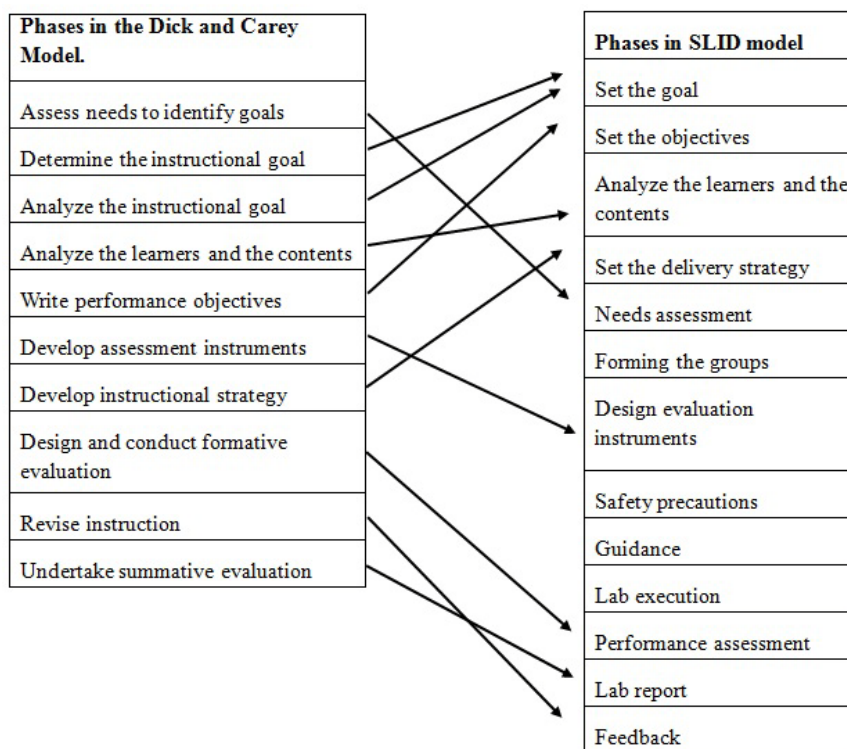 Phases in the Dick and Carey
Model.
Assess needs to identify goals
Determine the instructional goal
Analyze the instructional goal
Analyze the learners and the contents
Write performance objectives
Develop assessment instruments
Develop instructional strategy
Design and conduct formative
evaluation
Revise instruction
Undertake summative evaluation
Phases in SLID model
Set the goal
Set the objectives
Analyze the learners and the
contents
Set the delivery strategy
Needs assessment
Forming the groups
Design evaluation
instruments
Safety precautions
Guidance
Lab execution
Performance assessment
Lab report
Feedback